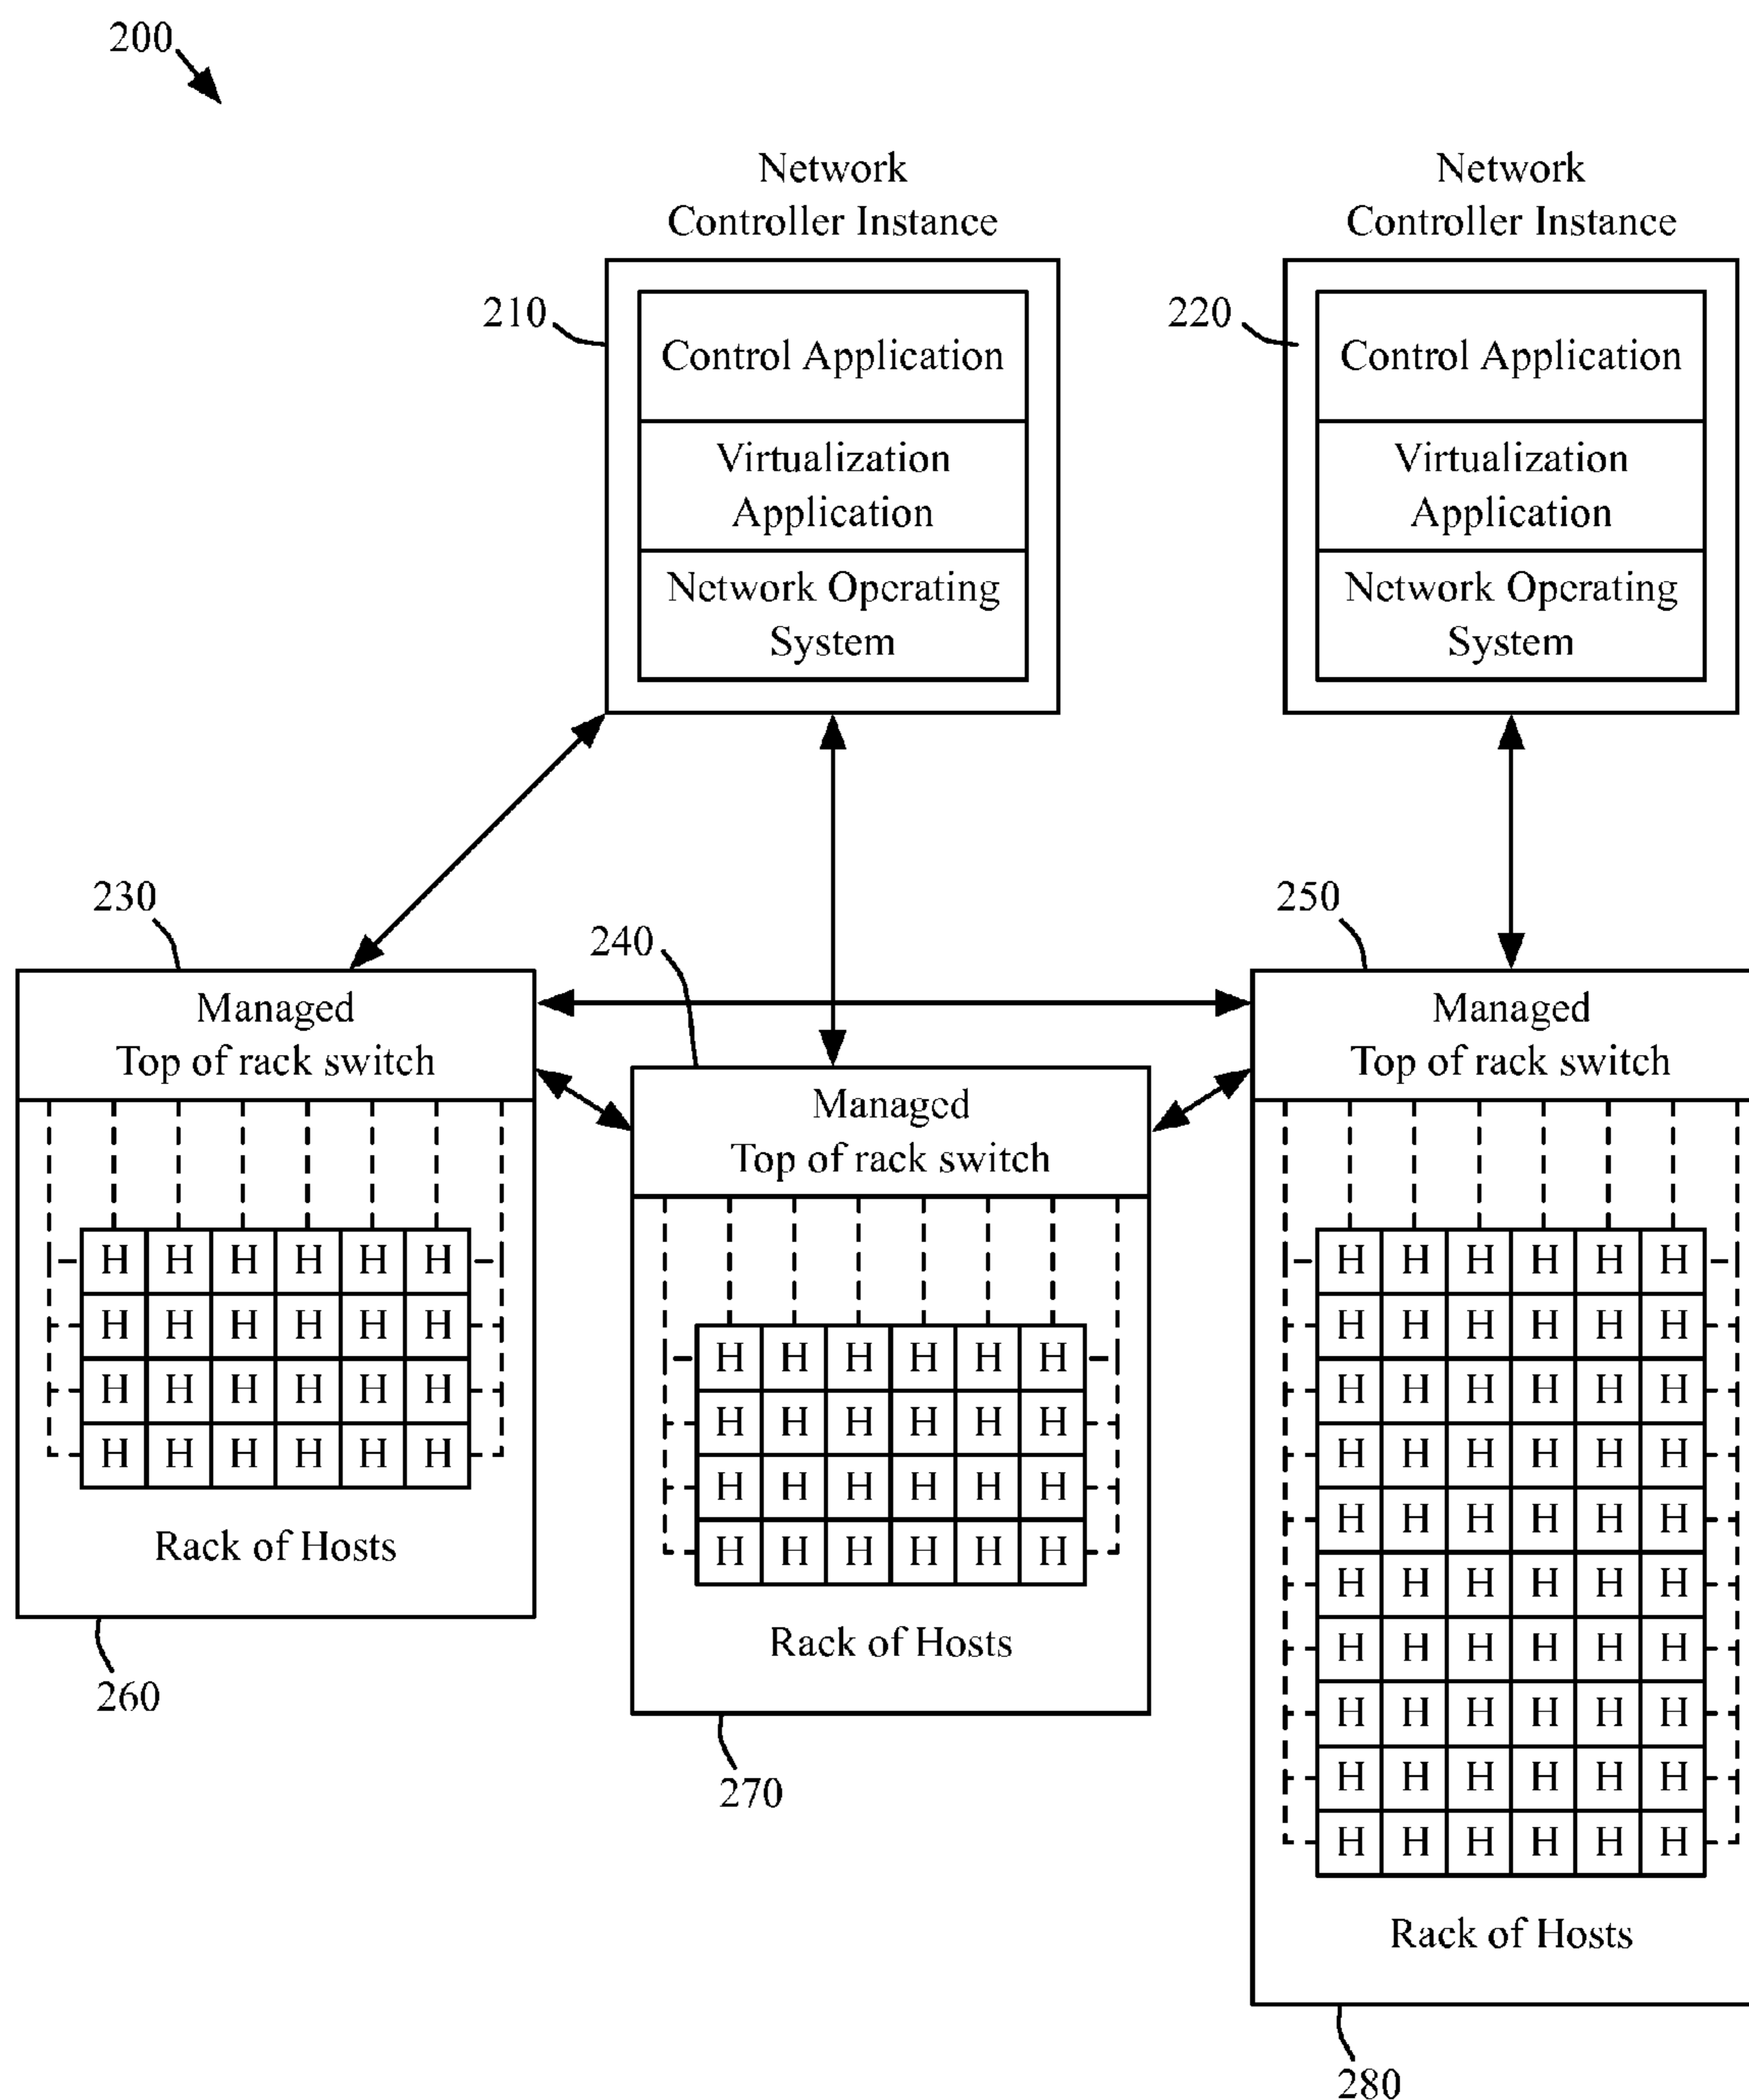 200
Network
Controller Instance
Network
Controller Instance
210
Control Application
Virtualization
Application
Network Operating
System
220
Control Application
Virtualization
Application
Network Operating
System
230
Managed
Top of rack switch
H H H H H H
H H H H H H
H H H H H H
H H H H H H
Rack of Hosts
260
240
Managed
Top of rack switch
H H H H H H
H H H H H H
H H H H H H
H H H H H H
Rack of Hosts
270
250
Managed
Top of rack switch
H H H H H H
H H H H H H
H H H H H H
H H H H H H
H H H H H H
H H H H H H
H H H H H H
H H H H H H
H H H H H H
H H H H H H
Rack of Hosts
280